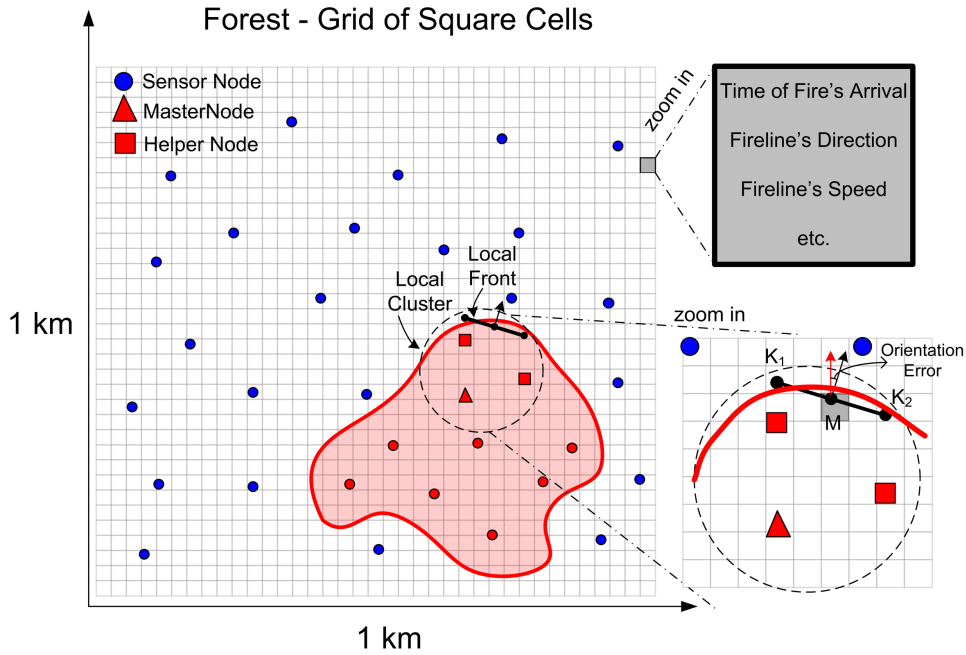 Forest - Grid of Square Cells
Sensor Node
MasterNode
Helper Node
zoom in
Time of Fire's Arrival
Fireline's Direction
Fireline's Speed
etc.
Local
Front
Local
Cluster
1 km
zoom in
Orientation
Error
K1
K2
M
1 km